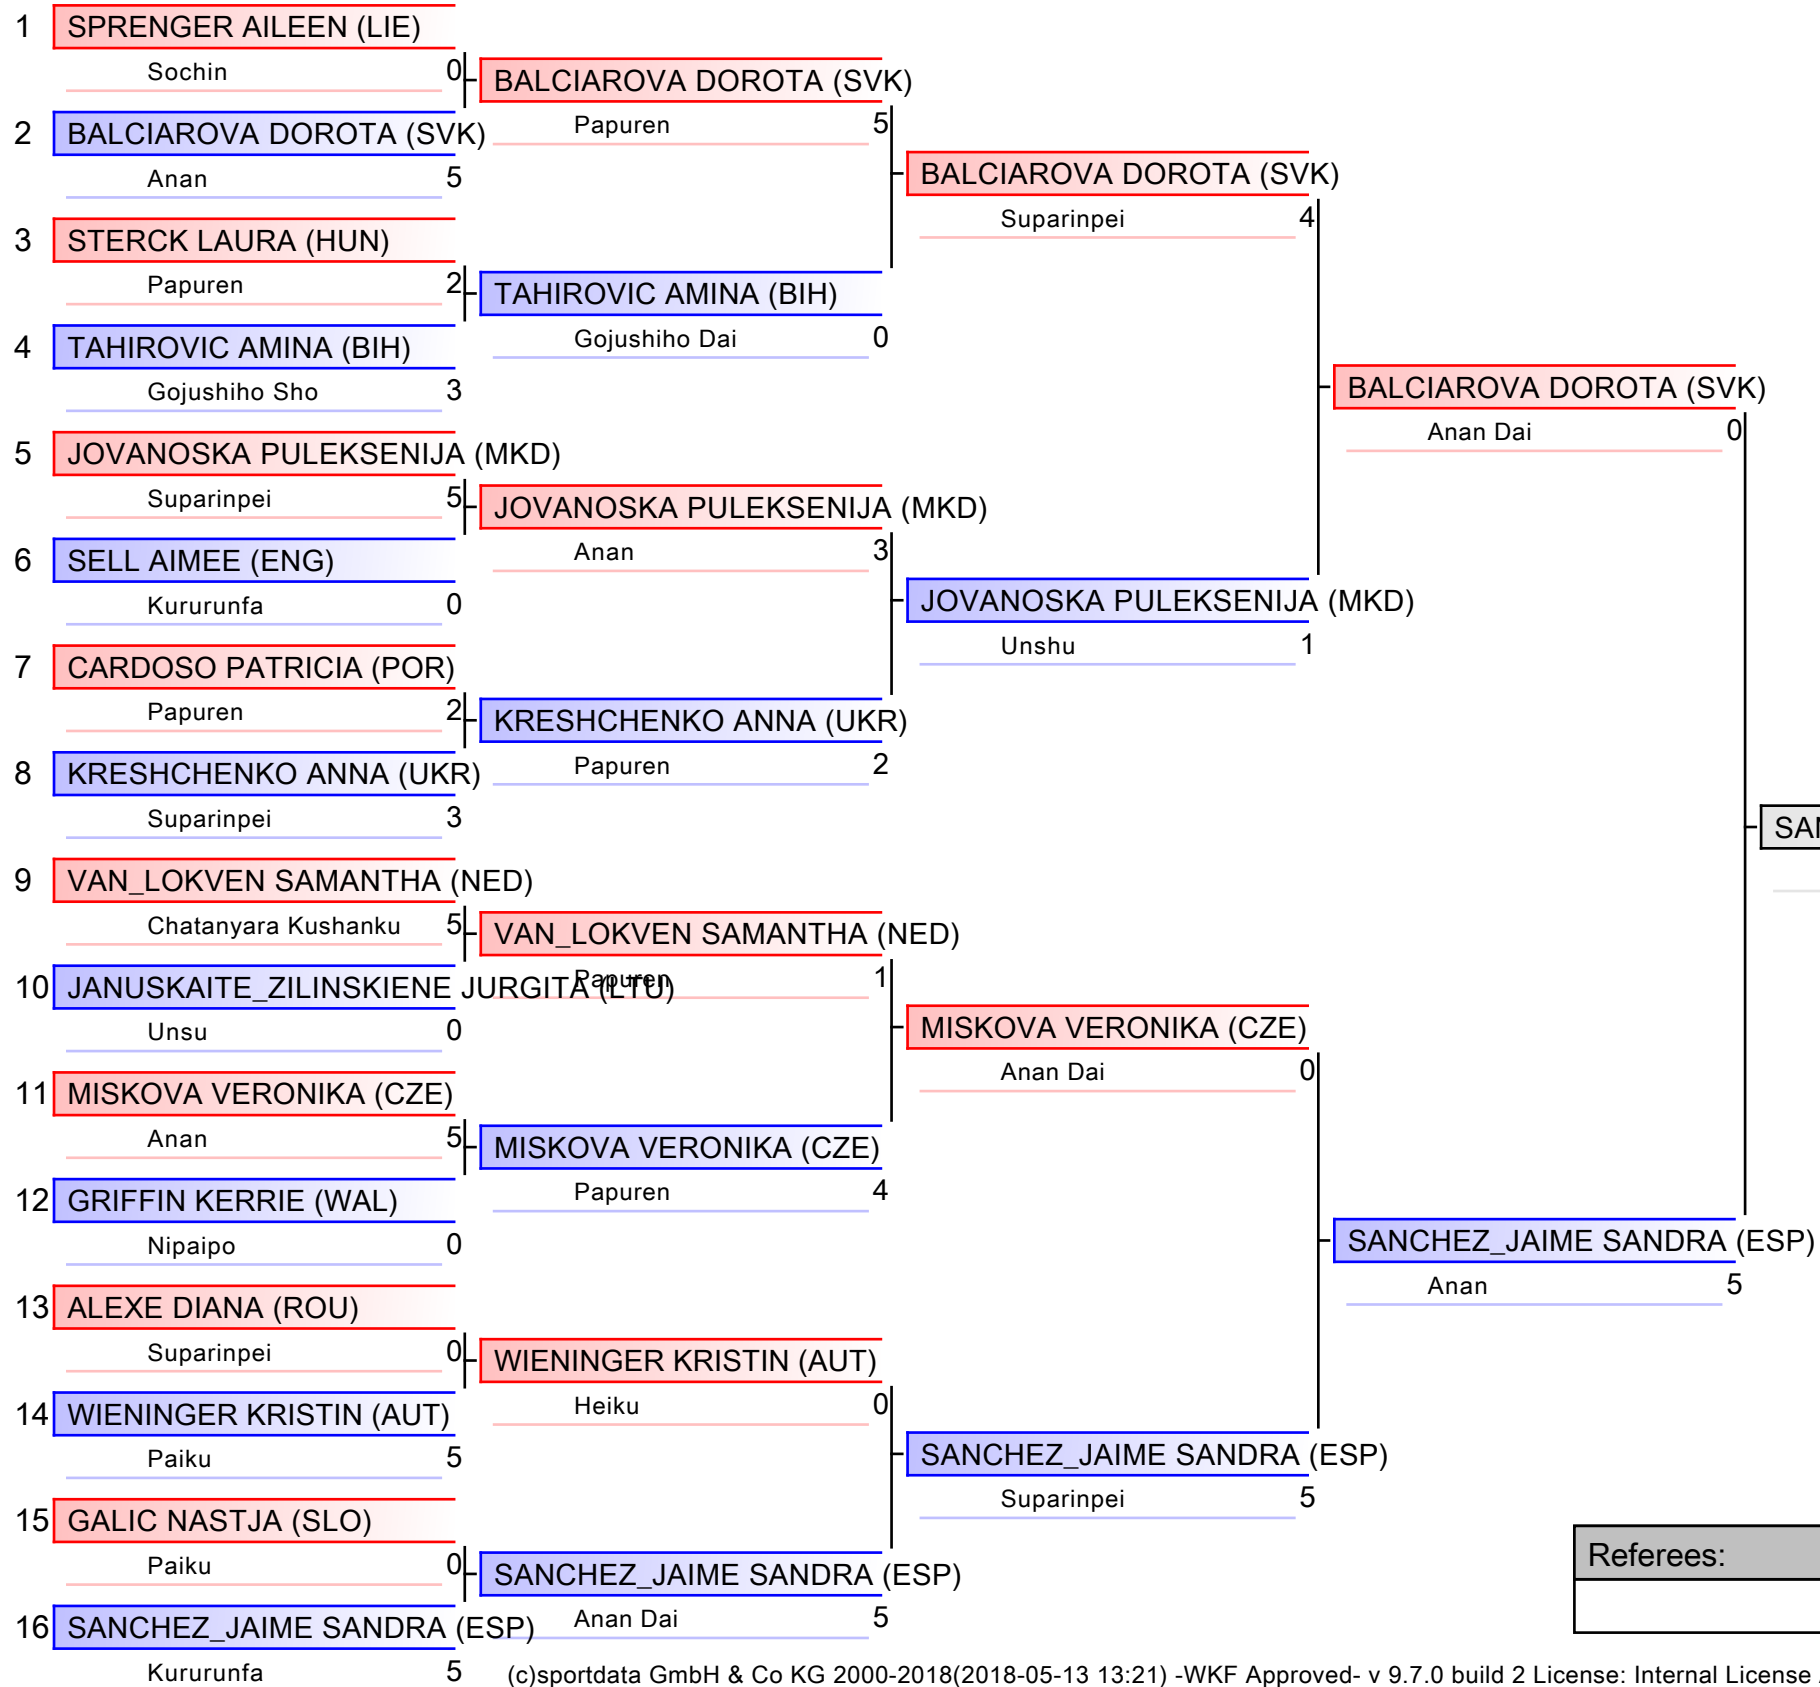 1 SPRENGER AILEEN (LIE)
Sochin 0
2 BALCIAROVA DOROTA (SVK)
Anan 5
3 STERCK LAURA (HUN)
Papuren 2
4 TAHIROVIC AMINA (BIH)
Gojushiho Sho 3
5 JOVANOSKA PULEKSENIJA (MKD)
Suparinpei 5
6 SELL AIMEE (ENG)
Kururunfa 0
7 CARDOSO PATRICIA (POR)
Papuren 2
8 KRESHCHENKO ANNA (UKR)
Suparinpei 3
9 VAN_LOKVEN SAMANTHA (NED)
Chatanyara Kushanku 5
10 JANUSKAITE_ZILINSKIENE JURGITA (LTU)
Unsu 0
11 MISKOVA VERONIKA (CZE)
Anan 5
12 GRIFFIN KERRIE (WAL)
Nipaipo 0
13 ALEXE DIANA (ROU)
Suparinpei 0
14 WIENINGER KRISTIN (AUT)
Paiku 5
15 GALIC NASTJA (SLO)
Paiku 0
16 SANCHEZ_JAIME SANDRA (ESP)
Kururunfa 5
BALCIAROVA DOROTA (SVK)
Papuren 5
TAHIROVIC AMINA (BIH)
Gojushiho Dai 0
JOVANOSKA PULEKSENIJA (MKD)
Anan 3
KRESHCHENKO ANNA (UKR)
Papuren 2
VAN_LOKVEN SAMANTHA (NED)
Papuren 1
MISKOVA VERONIKA (CZE)
Papuren 4
WIENINGER KRISTIN (AUT)
Heiku 0
SANCHEZ_JAIME SANDRA (ESP)
Anan Dai 5
BALCIAROVA DOROTA (SVK)
Suparinpei 4
JOVANOSKA PULEKSENIJA (MKD)
Unshu 1
MISKOVA VERONIKA (CZE)
Anan Dai 0
SANCHEZ_JAIME SANDRA (ESP)
Suparinpei 5
BALCIAROVA DOROTA (SVK)
Anan Dai 0
SANCHEZ_JAIME SANDRA (ESP)
Anan 5
Referees:
(c)sportdata GmbH & Co KG 2000-2018(2018-05-13 13:21) -WKF Approved- v 9.7.0 build 2 License: Internal License